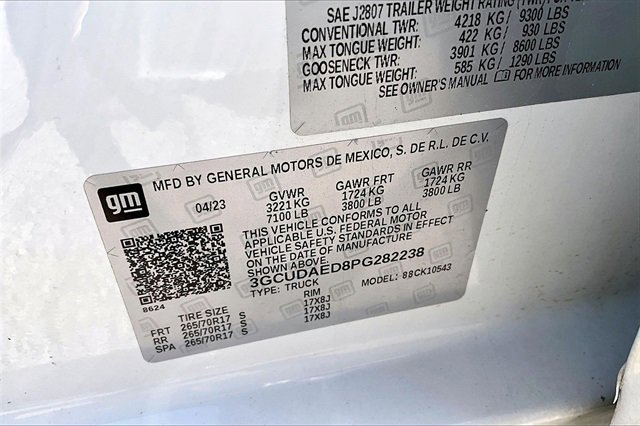 SAE J2807 TRAILER WEIGHT RATING (TWR) FOR
CONVENTIONAL TWR: 4218 KG/ 9300 LBS
MAX TONGUE WEIGHT: 422 KG/ 930 LBS
GOOSENECK TWR: 3901 KG/ 8600 LBS
MAX TONGUE WEIGHT: 585 KG/ 1290 LBS
SEE OWNER'S MANUAL FOR MORE INFORMATION
gm
MFD BY GENERAL MOTORS DE MEXICO, S. DE R.L. DE C.V.
04/23
GVWR GAWR FRT GAWR RR
3221 KG 1724 KG 1724 KG
7100 LB 3800 LB 3800 LB
THIS VEHICLE CONFORMS TO ALL
APPLICABLE U.S. FEDERAL MOTOR
VEHICLE SAFETY STANDARDS IN EFFECT
ON THE DATE OF MANUFACTURE
SHOWN ABOVE.
3GCUDAED8PG282238
TYPE: TRUCK MODEL: 88CK10543
8624
TIRE SIZE RIM
FRT 265/70R17 S 17X8J
RR 265/70R17 S 17X8J
SPA 265/70R17 S 17X8J